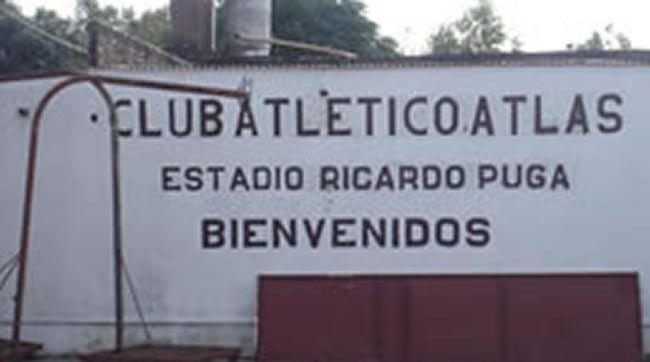 CLUB ATLETICO.ATLAS
ESTADIO RICARDO PUGA
BIENVENIDOS